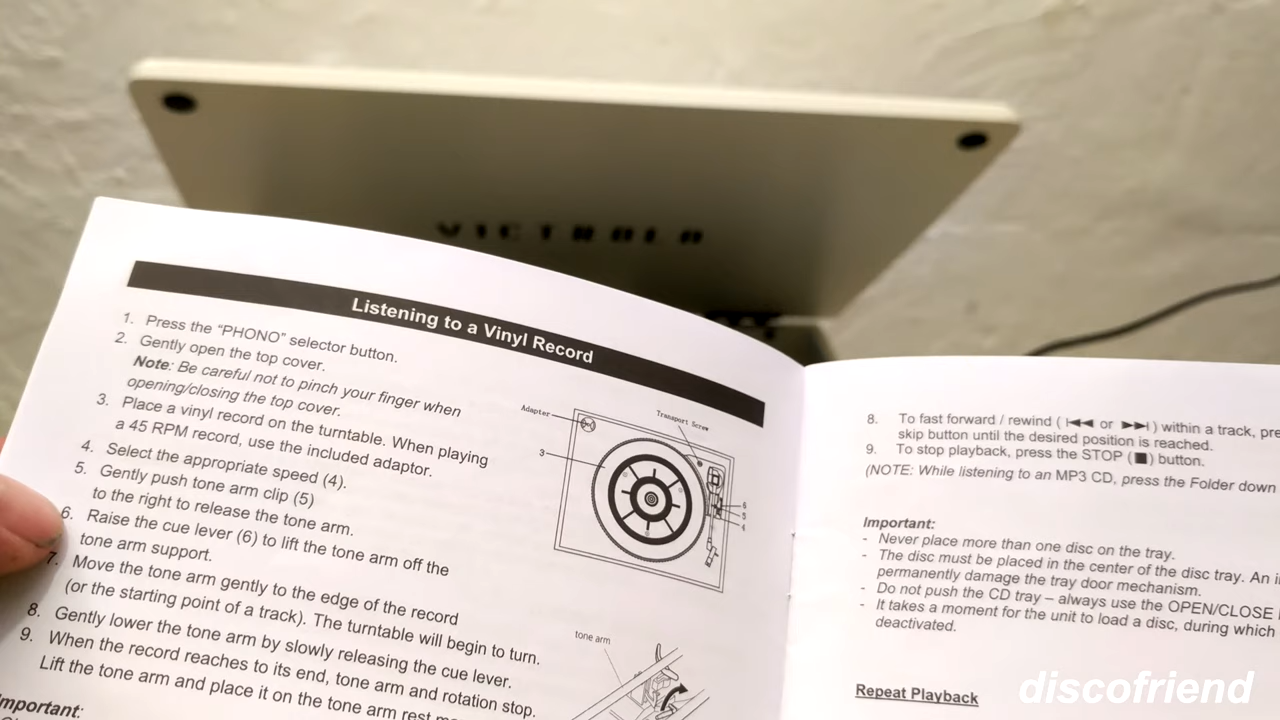 VICTROLA
Listening to a Vinyl Record
1. Press the “PHONO” selector button.
2. Gently open the top cover.
Note: Be careful not to pinch your finger when
opening/closing the top cover.
3. Place a vinyl record on the turntable. When playing
a 45 RPM record, use the included adaptor.
4. Select the appropriate speed (4).
5. Gently push tone arm clip (5)
to the right to release the tone arm.
6. Raise the cue lever (6) to lift the tone arm off the
tone arm support.
7. Move the tone arm gently to the edge of the record
(or the starting point of a track). The turntable will begin to turn.
8. Gently lower the tone arm by slowly releasing the cue lever.
9. When the record reaches to its end, tone arm and rotation stop.
Lift the tone arm and place it on the tone arm rest
mportant:
Adapter
Transport Screw
3
6
5
4
tone arm
8. To fast forward / rewind ( ⏮ or ⏭ ) within a track, pre
skip button until the desired position is reached.
9. To stop playback, press the STOP ( ■ ) button.
(NOTE: While listening to an MP3 CD, press the Folder down
Important:
- Never place more than one disc on the tray.
- The disc must be placed in the center of the disc tray. An i
permanently damage the tray door mechanism.
- Do not push the CD tray – always use the OPEN/CLOSE
- It takes a moment for the unit to load a disc, during which
deactivated.
Repeat Playback
discofriend